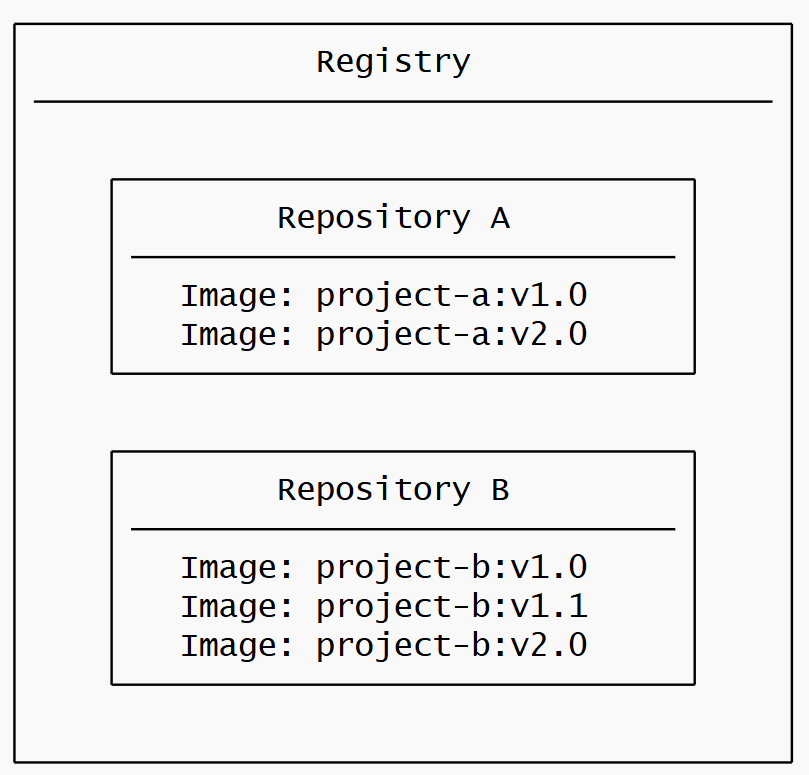 Registry
Repository A
Image: project-a:v1.0
Image: project-a:v2.0
Repository B
Image: project-b:v1.0
Image: project-b:v1.1
Image: project-b:v2.0